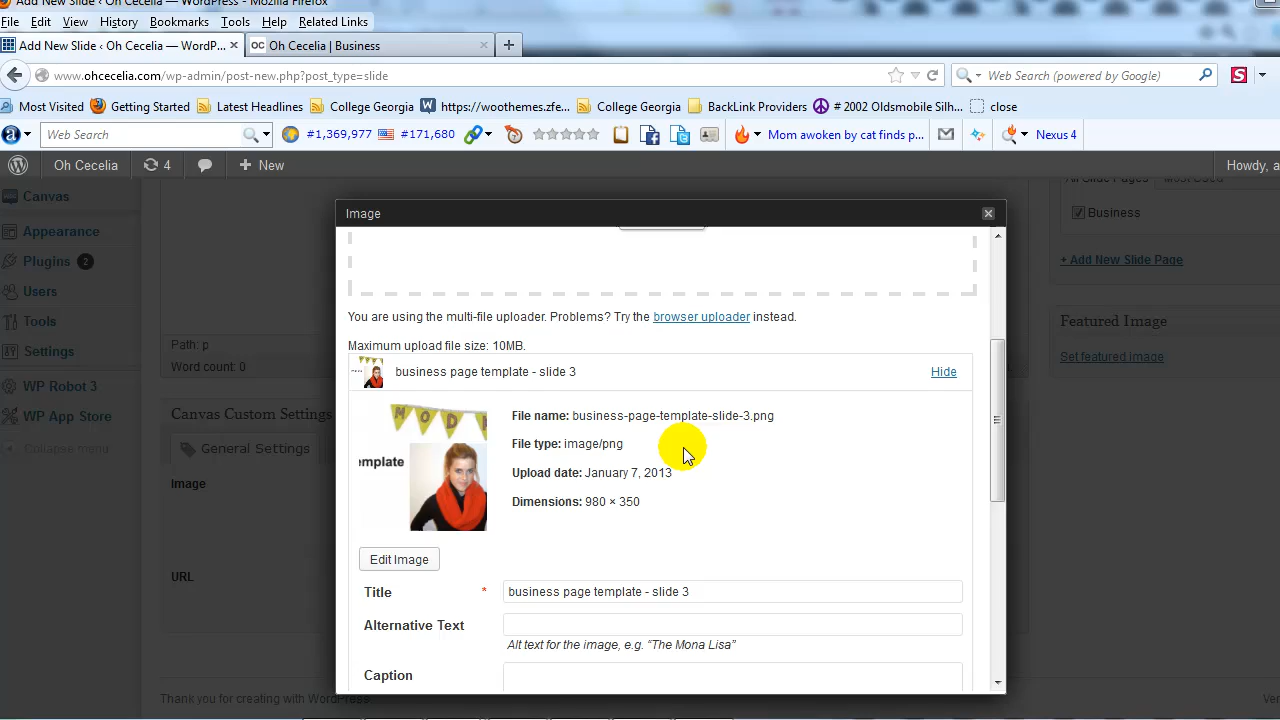 Add New Slide ‹ Oh Cecelia — WordPress - Mozilla Firefox
File Edit View History Bookmarks Tools Help Related Links
Add New Slide ‹ Oh Cecelia — WordP... × OC Oh Cecelia | Business ×
www.ohcecelia.com/wp-admin/post-new.php?post_type=slide Web Search (powered by Google) S
Most Visited Getting Started Latest Headlines College Georgia W https://woothemes.zfe... College Georgia BackLink Providers # 2002 Oldsmobile Silh... close
a Web Search #1,369,977 #171,680 Mom awoken by cat finds p... Nexus 4
Oh Cecelia 4 + New Howdy, a
Canvas
Appearance
Plugins 2
Users
Tools
Settings
WP Robot 3
WP App Store
Collapse menu
Path: p
Word count: 0
Canvas Custom Settings
General Settings
Image
URL
Thank you for creating with WordPress
Image
You are using the multi-file uploader. Problems? Try the browser uploader instead.
Maximum upload file size: 10MB.
business page template - slide 3 Hide
MOD
emplate
File name: business-page-template-slide-3.png
File type: image/png
Upload date: January 7, 2013
Dimensions: 980 × 350
Edit Image
Title * business page template - slide 3
Alternative Text
Alt text for the image, e.g. “The Mona Lisa”
Caption
All Slide Pages Most Used
Business
+ Add New Slide Page
Featured Image
Set featured image
Ver